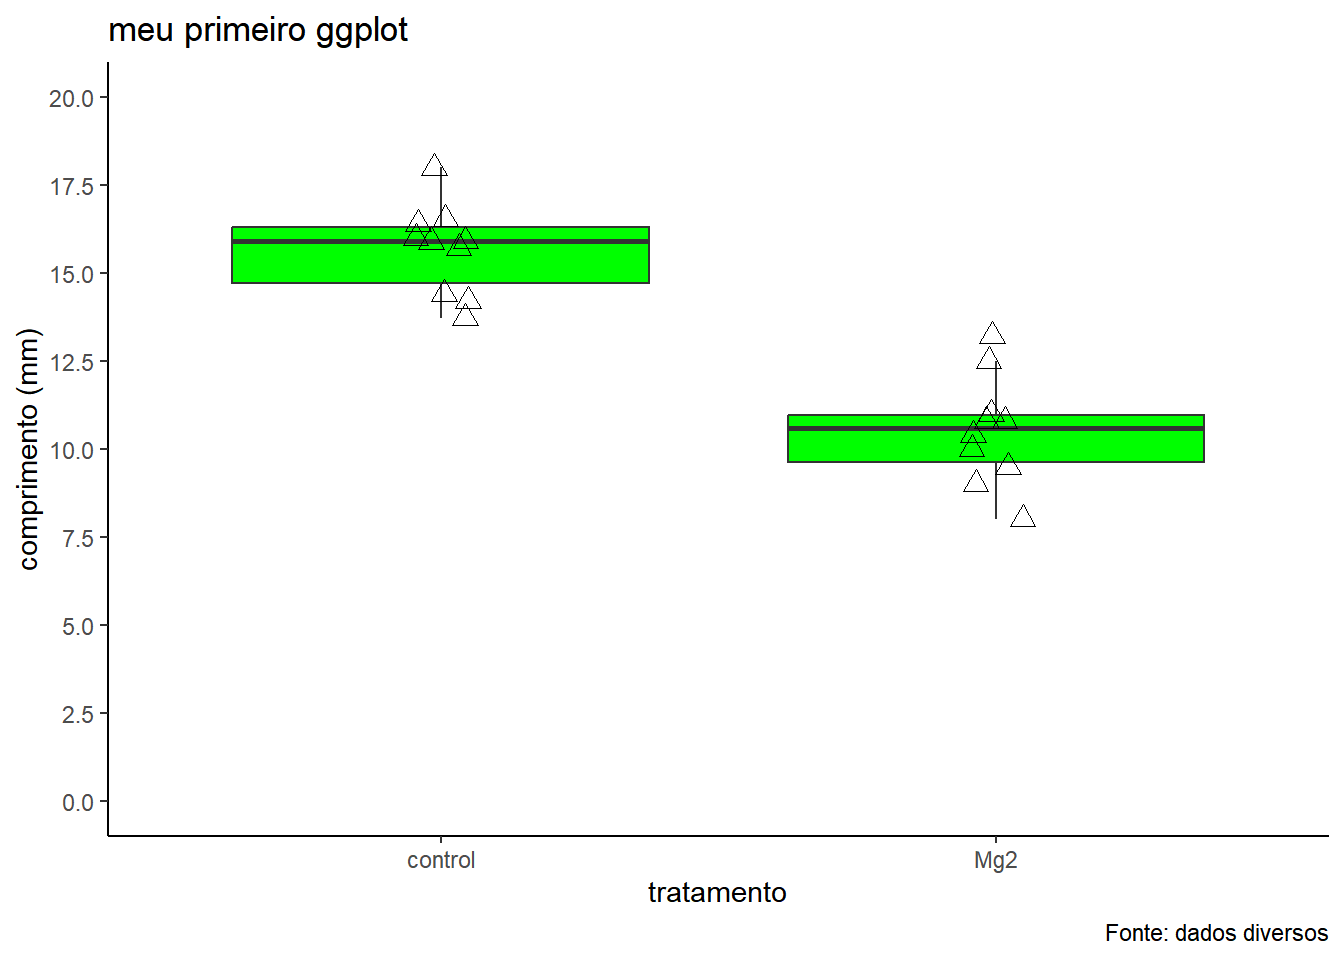 meu primeiro ggplot
20.0
17.5
15.0
12.5
10.0
7.5
5.0
2.5
0.0
comprimento (mm)
control
Mg2
tratamento
Fonte: dados diversos